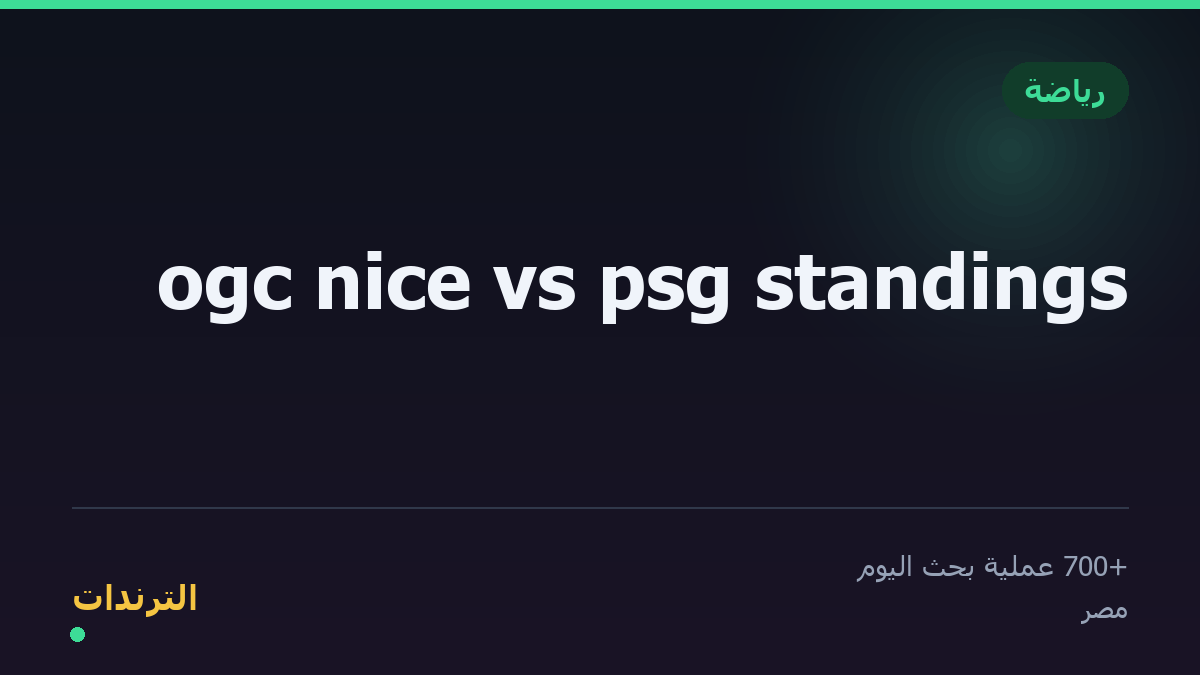 رياضة
ogc nice vs psg standings
+700 عملية بحث اليوم
مصر
الترندات